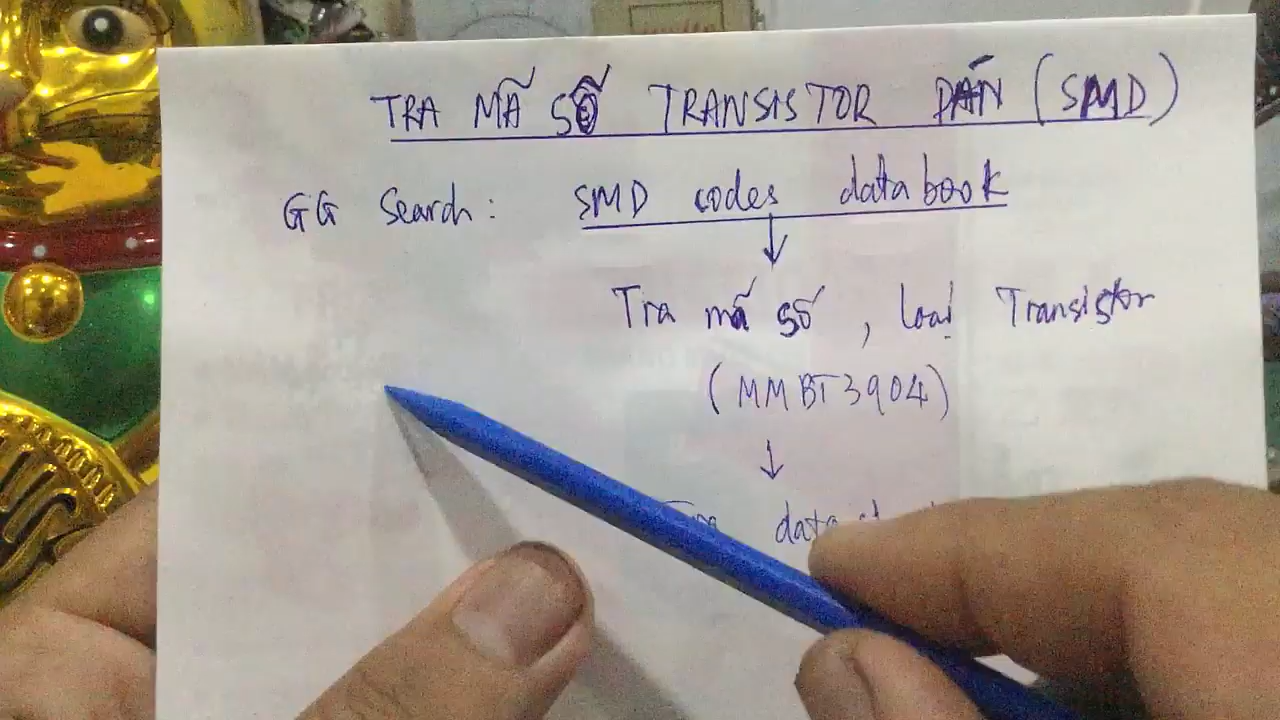 TRA MÃ SỐ TRANSISTOR DÁN (SMD)
GG Search: SMD codes databook
↓
Tra mã số, loại Transistor
(MMBT3904)
↓